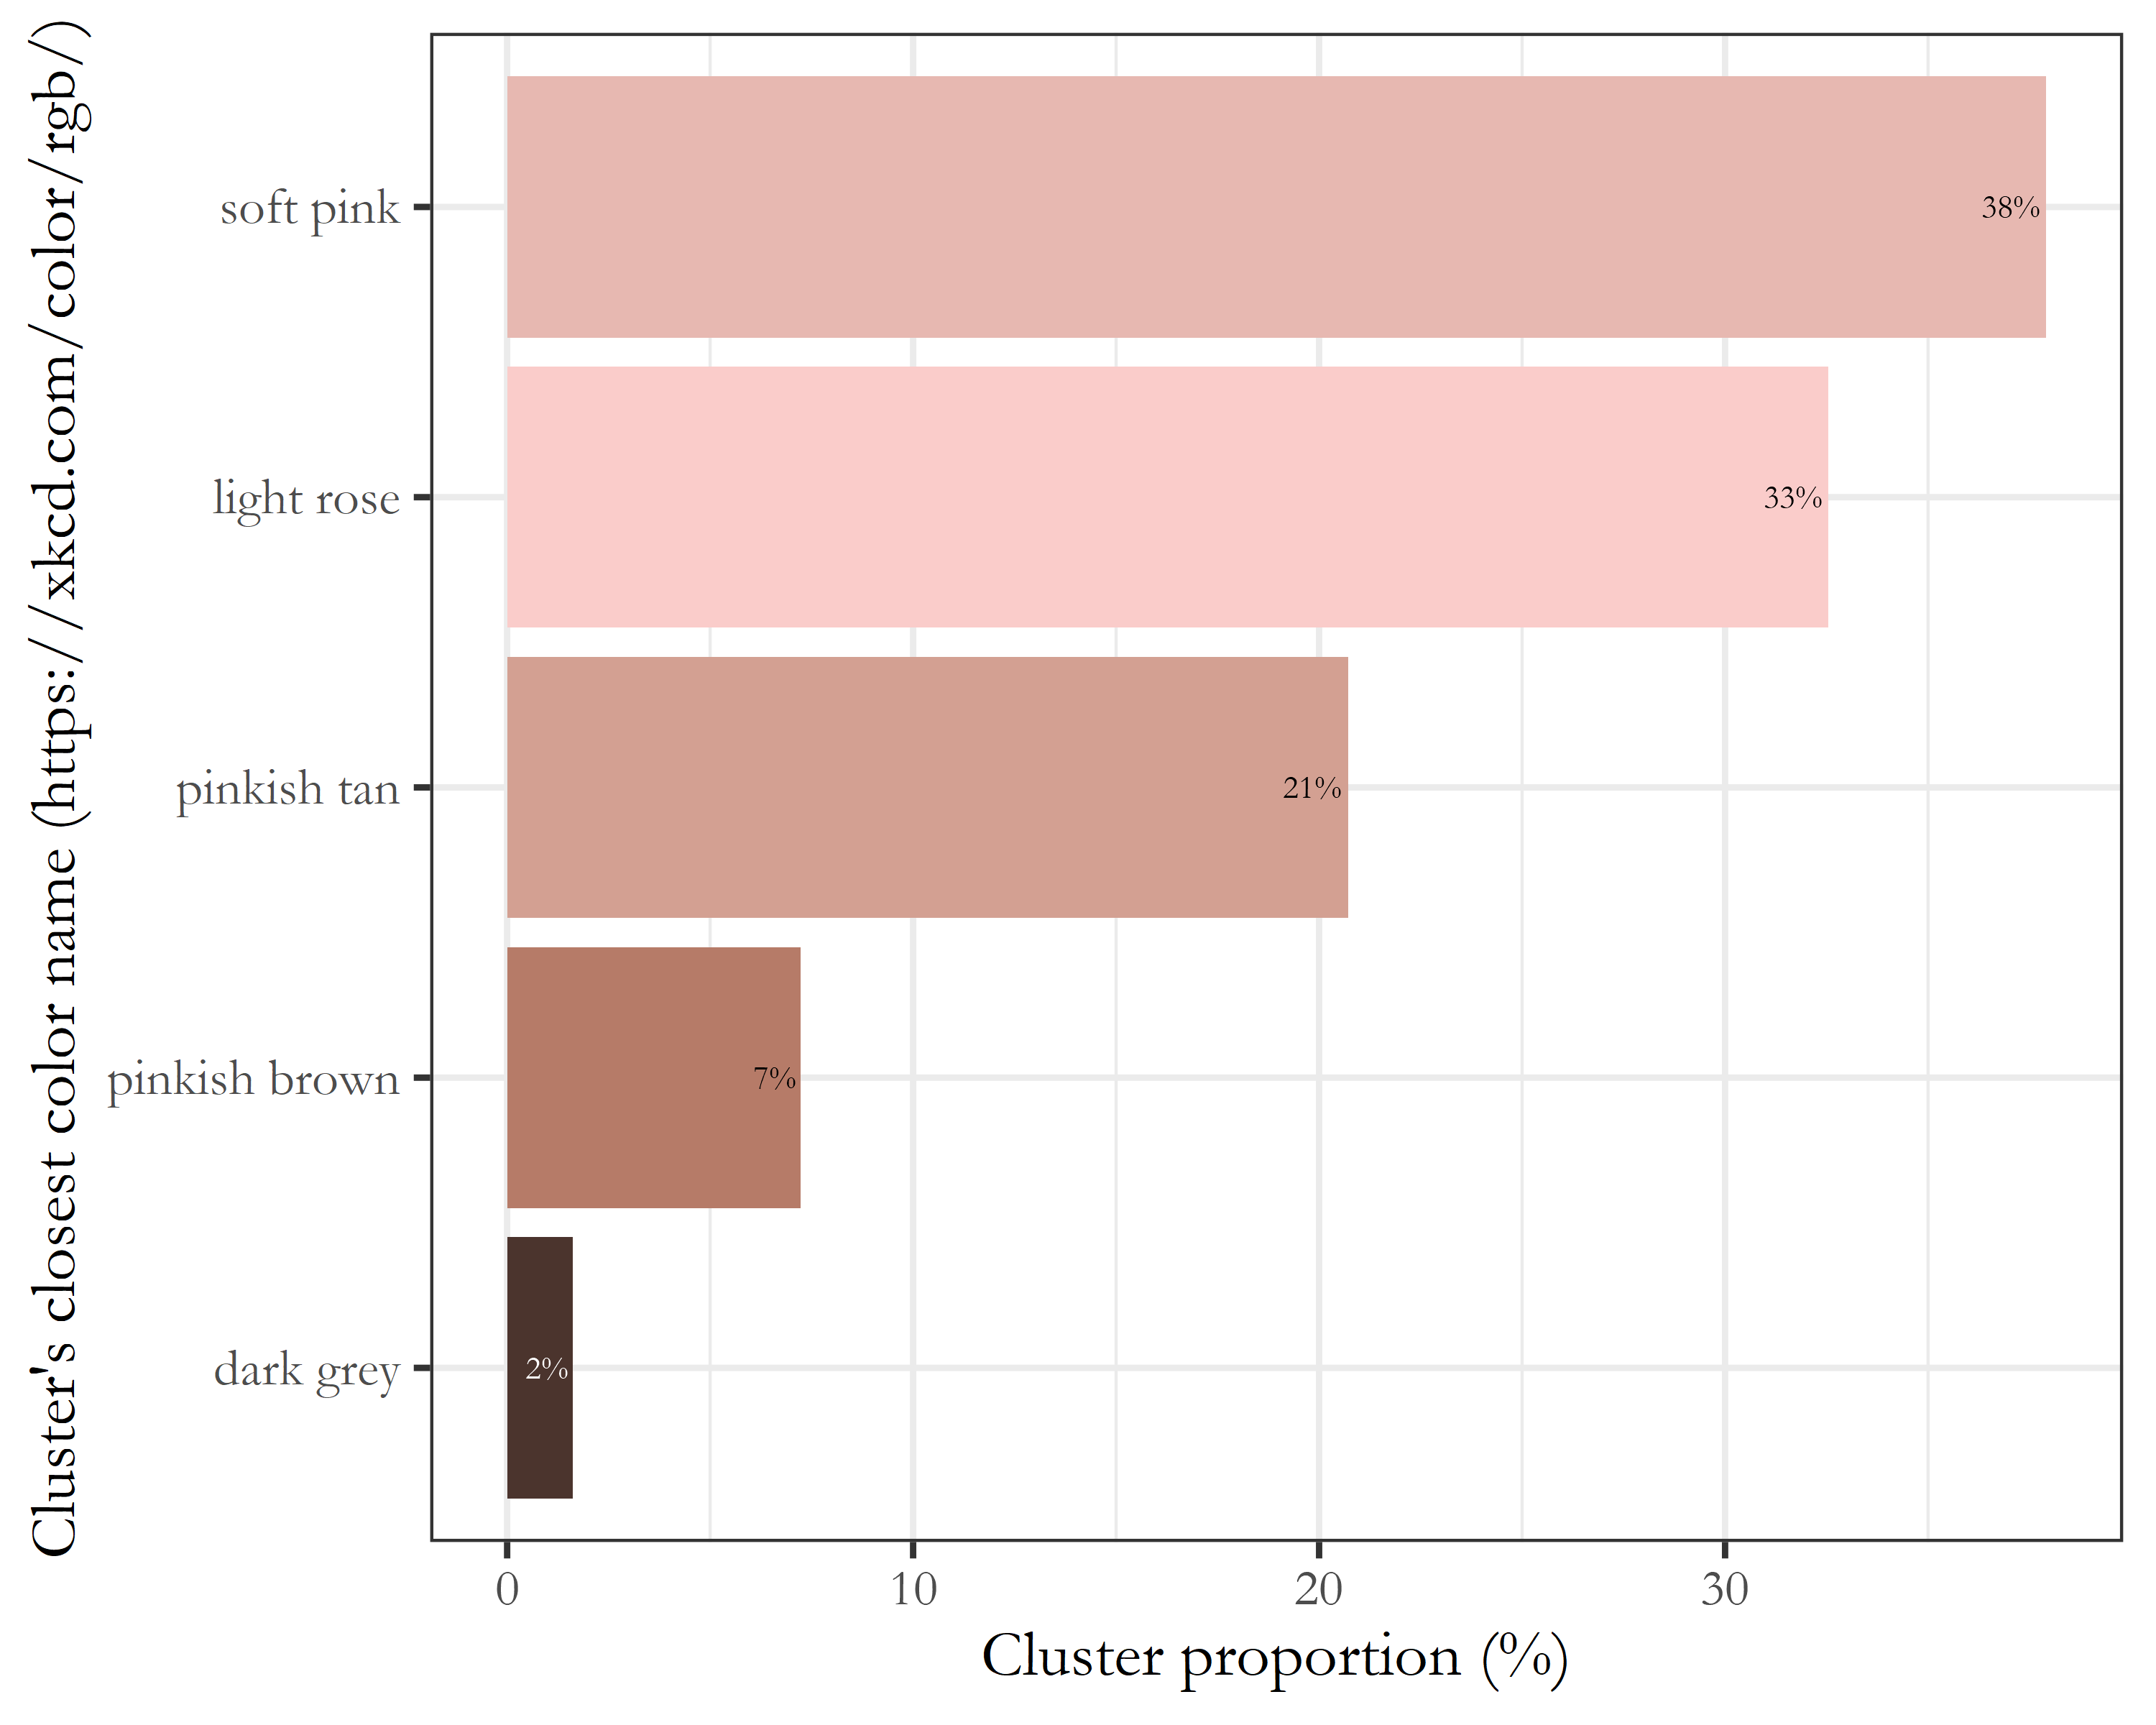 Cluster's closest color name (https://xkcd.com/color/rgb/)
soft pink
38%
light rose
33%
pinkish tan
21%
pinkish brown
7%
dark grey
2%
0 10 20 30
Cluster proportion (%)